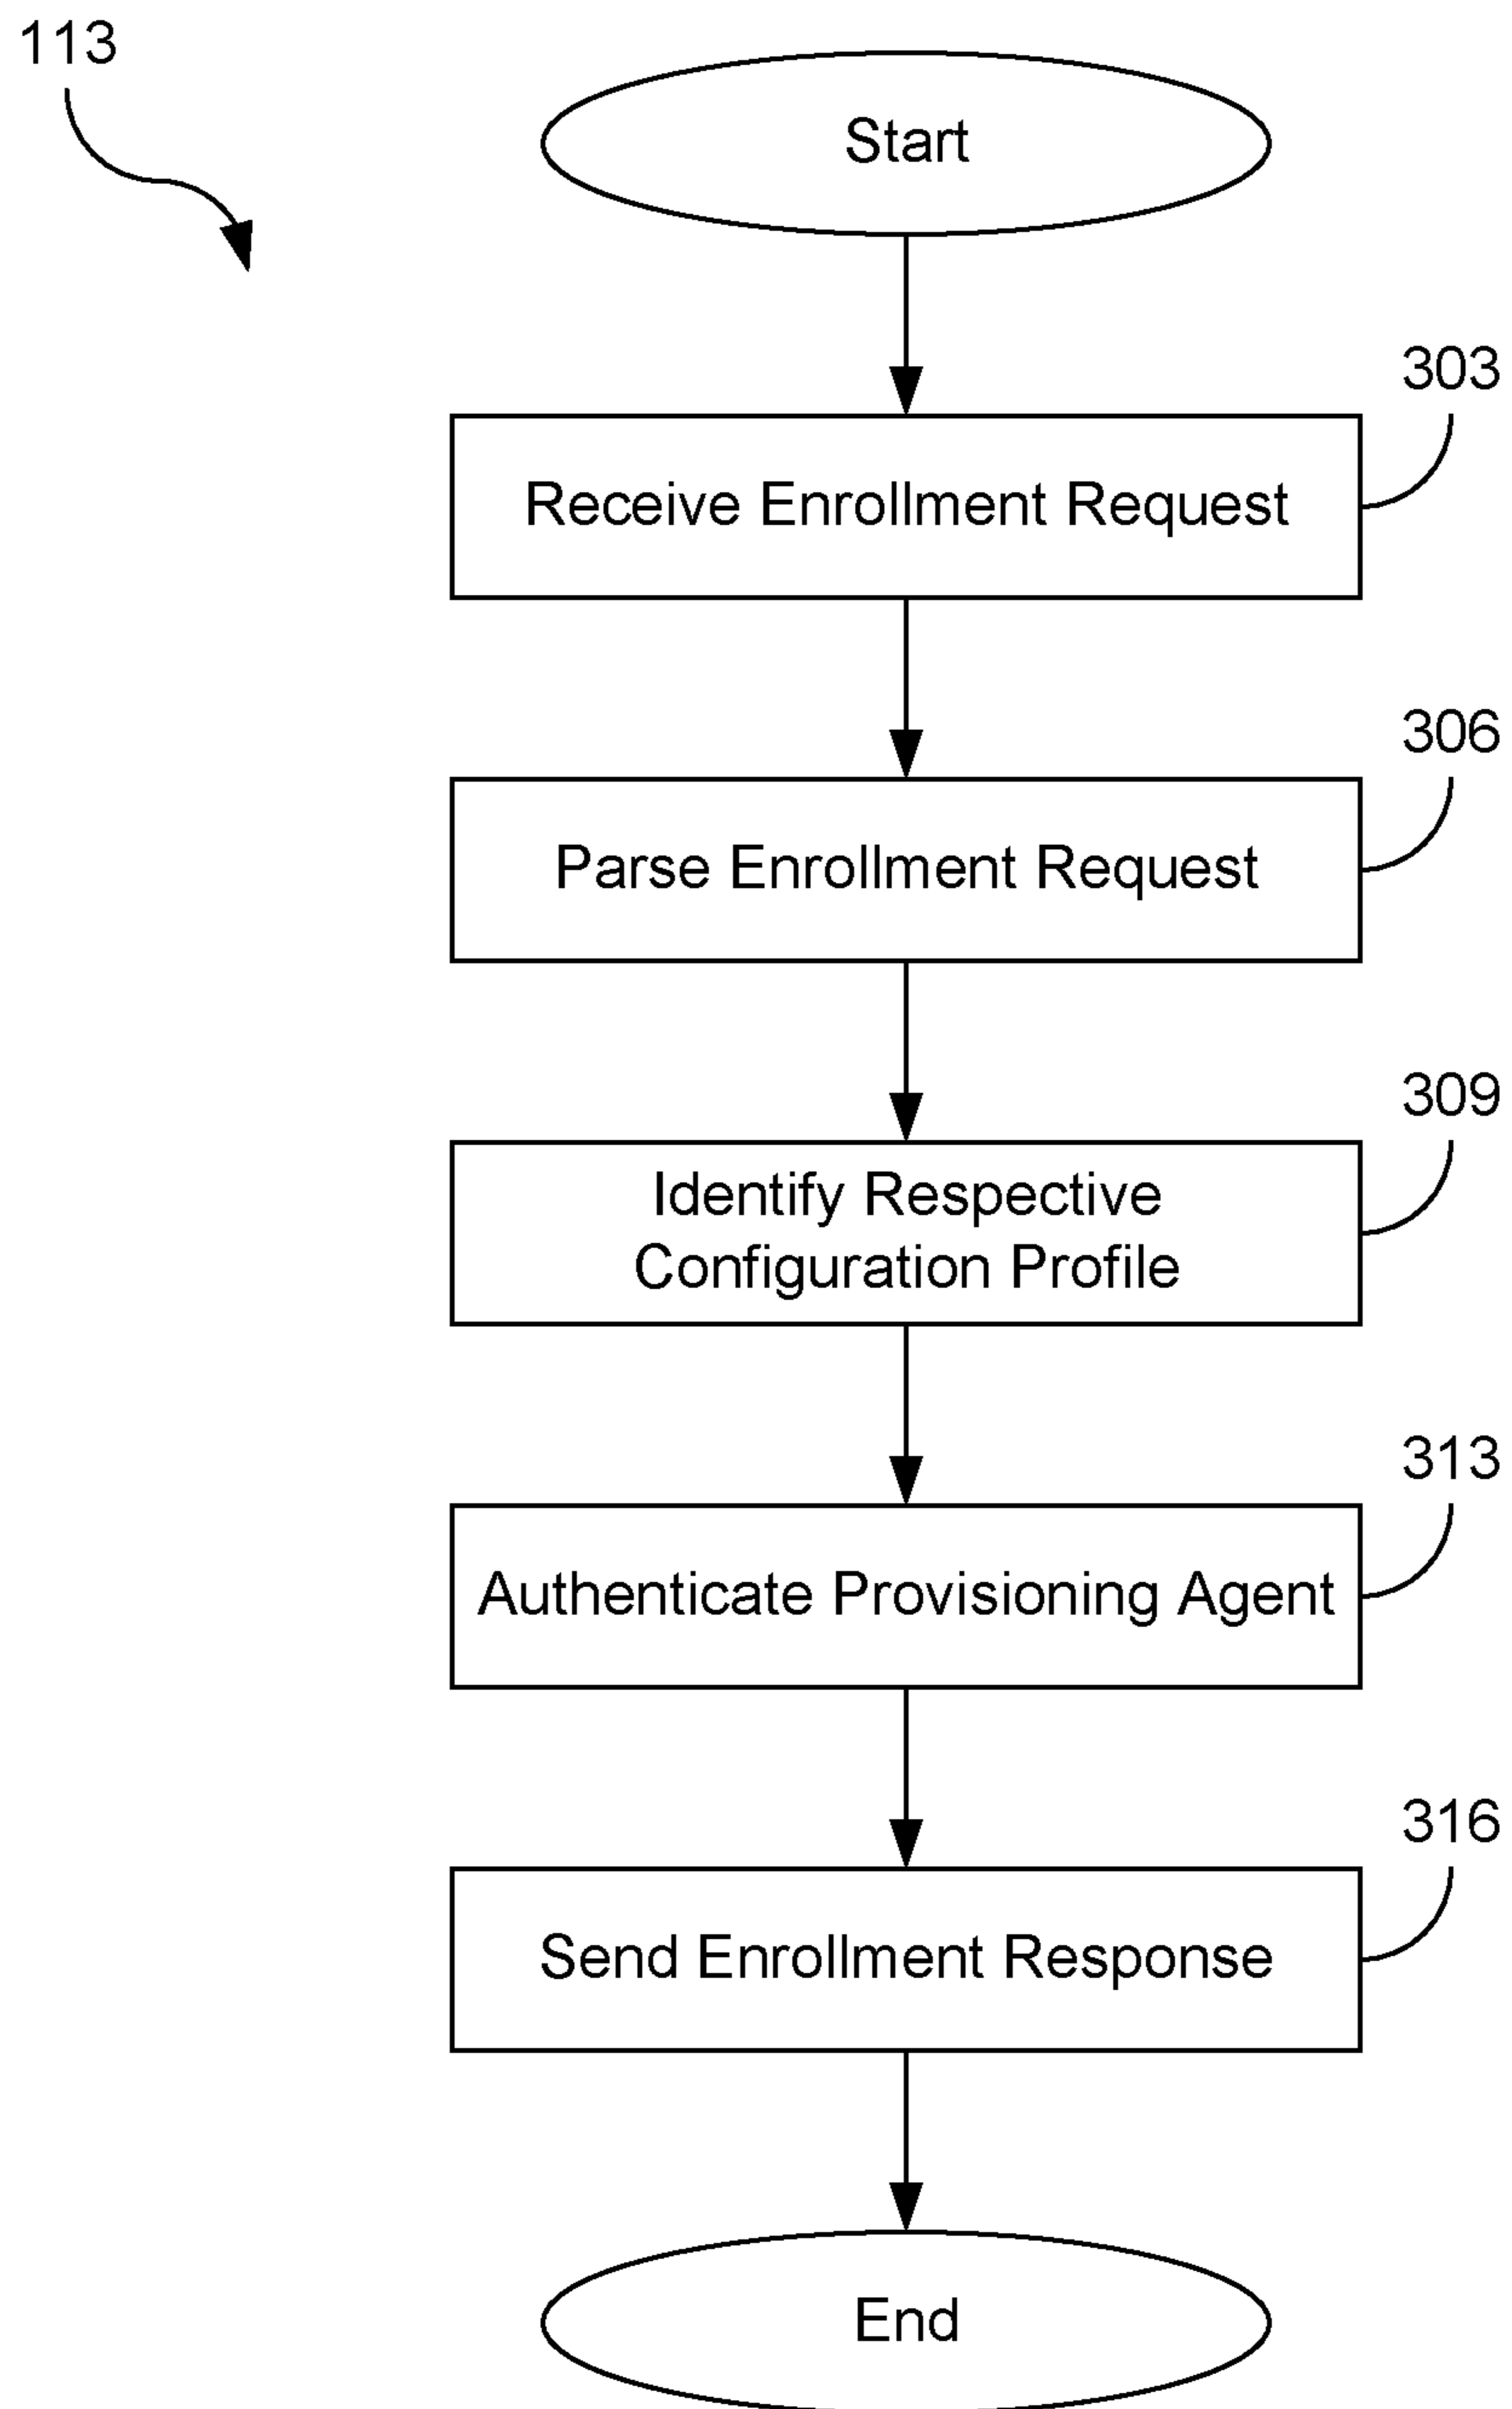 113
Start
303
Receive Enrollment Request
306
Parse Enrollment Request
309
Identify Respective
Configuration Profile
313
Authenticate Provisioning Agent
316
Send Enrollment Response
End